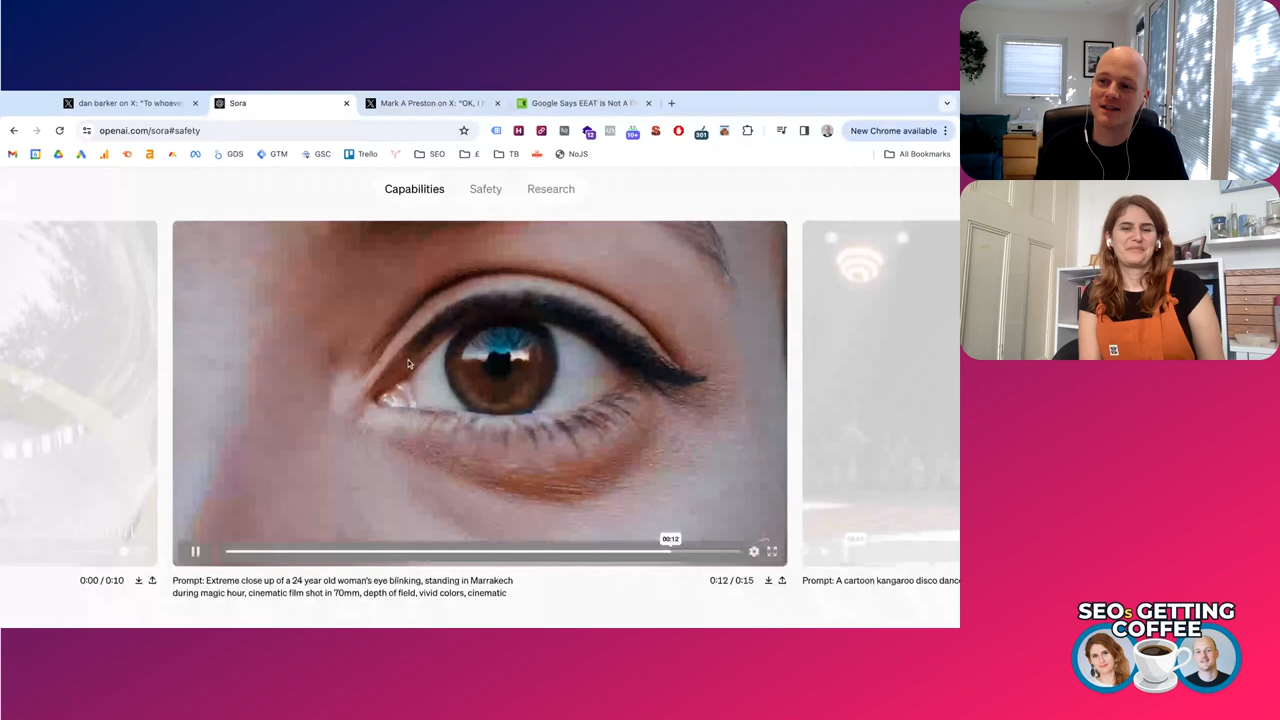 dan barker on X: "To whoeve
Sora
Mark A Preston on X: "OK, I h
Google Says EEAT Is Not A
openai.com/sora#safety
12
10+
301
New Chrome available
GDS
GTM
GSC
Trello
SEO
£
TB
NoJS
All Bookmarks
Capabilities
Safety
Research
00:12
0:00 / 0:10
Prompt: Extreme close up of a 24 year old woman's eye blinking, standing in Marrakech
during magic hour, cinematic film shot in 70mm, depth of field, vivid colors, cinematic
0:12 / 0:15
Prompt: A cartoon kangaroo disco danc
SEOs GETTING
COFFEE